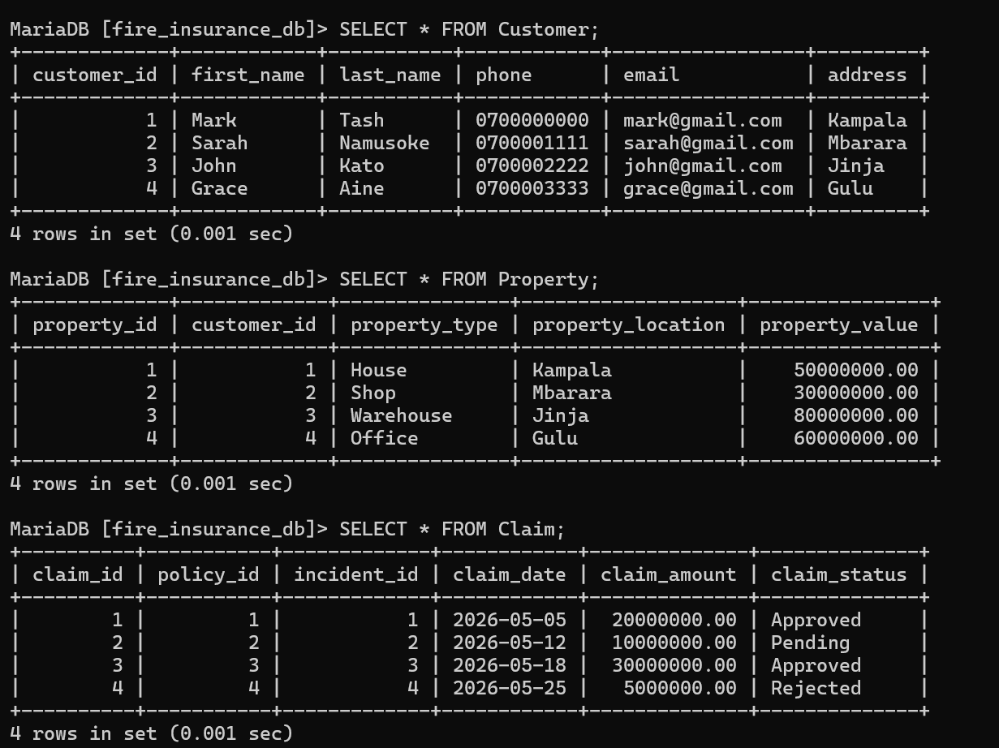 MariaDB [fire_insurance_db]> SELECT * FROM Customer;
+-------------+------------+-----------+------------+-----------------+---------+
| customer_id | first_name | last_name | phone      | email           | address |
+-------------+------------+-----------+------------+-----------------+---------+
|           1 | Mark       | Tash      | 0700000000 | mark@gmail.com  | Kampala |
|           2 | Sarah      | Namusoke  | 0700001111 | sarah@gmail.com | Mbarara |
|           3 | John       | Kato      | 0700002222 | john@gmail.com  | Jinja   |
|           4 | Grace      | Aine      | 0700003333 | grace@gmail.com | Gulu    |
+-------------+------------+-----------+------------+-----------------+---------+
4 rows in set (0.001 sec)

MariaDB [fire_insurance_db]> SELECT * FROM Property;
+-------------+-------------+---------------+-------------------+----------------+
| property_id | customer_id | property_type | property_location | property_value |
+-------------+-------------+---------------+-------------------+----------------+
|           1 |           1 | House         | Kampala           |    50000000.00 |
|           2 |           2 | Shop          | Mbarara           |    30000000.00 |
|           3 |           3 | Warehouse     | Jinja             |    80000000.00 |
|           4 |           4 | Office        | Gulu              |    60000000.00 |
+-------------+-------------+---------------+-------------------+----------------+
4 rows in set (0.001 sec)

MariaDB [fire_insurance_db]> SELECT * FROM Claim;
+----------+-----------+-------------+------------+--------------+--------------+
| claim_id | policy_id | incident_id | claim_date | claim_amount | claim_status |
+----------+-----------+-------------+------------+--------------+--------------+
|        1 |         1 |           1 | 2026-05-05 |  20000000.00 | Approved     |
|        2 |         2 |           2 | 2026-05-12 |  10000000.00 | Pending      |
|        3 |         3 |           3 | 2026-05-18 |  30000000.00 | Approved     |
|        4 |         4 |           4 | 2026-05-25 |   5000000.00 | Rejected     |
+----------+-----------+-------------+------------+--------------+--------------+
4 rows in set (0.001 sec)